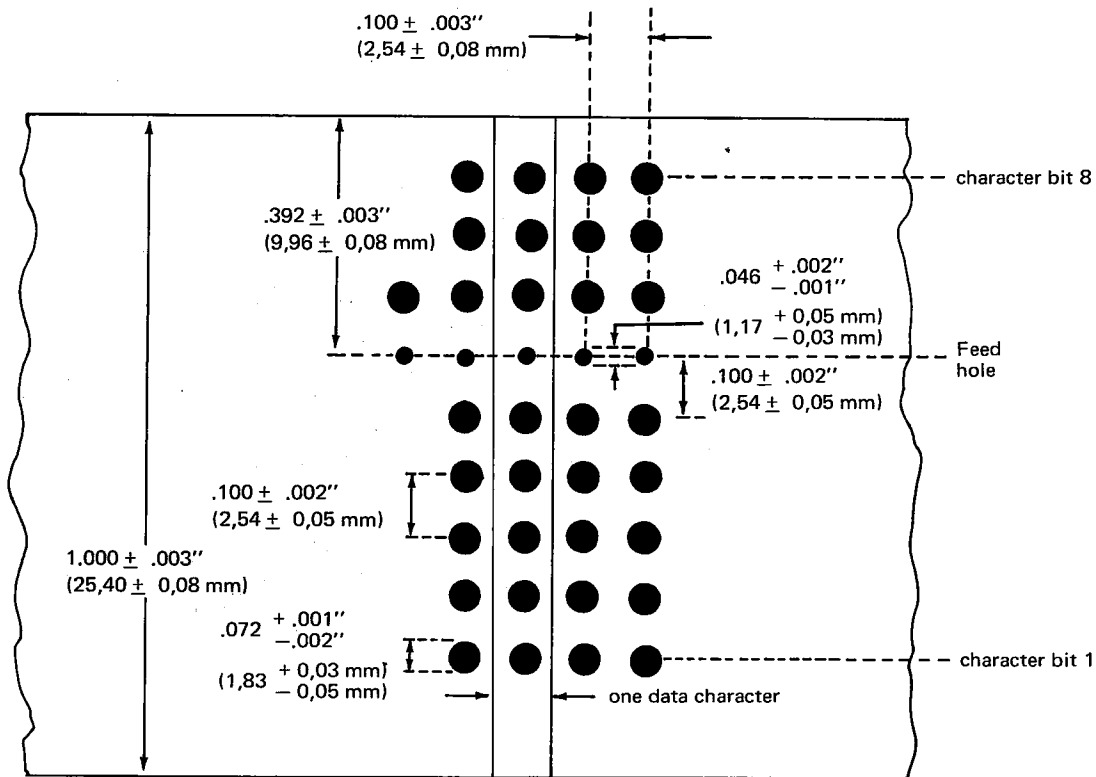 .100 ± .003″
(2,54 ± 0,08 mm)
character bit 8
.392 ± .003″
(9,96 ± 0,08 mm)
.046 + .002″
− .001″
(1,17 + 0,05 mm)
− 0,03 mm)
Feed
hole
.100 ± .002″
(2,54 ± 0,05 mm)
.100 ± .002″
(2,54 ± 0,05 mm)
1.000 ± .003″
(25,40 ± 0,08 mm)
.072 + .001″
−.002″
(1,83 + 0,03 mm)
− 0,05 mm)
character bit 1
one data character